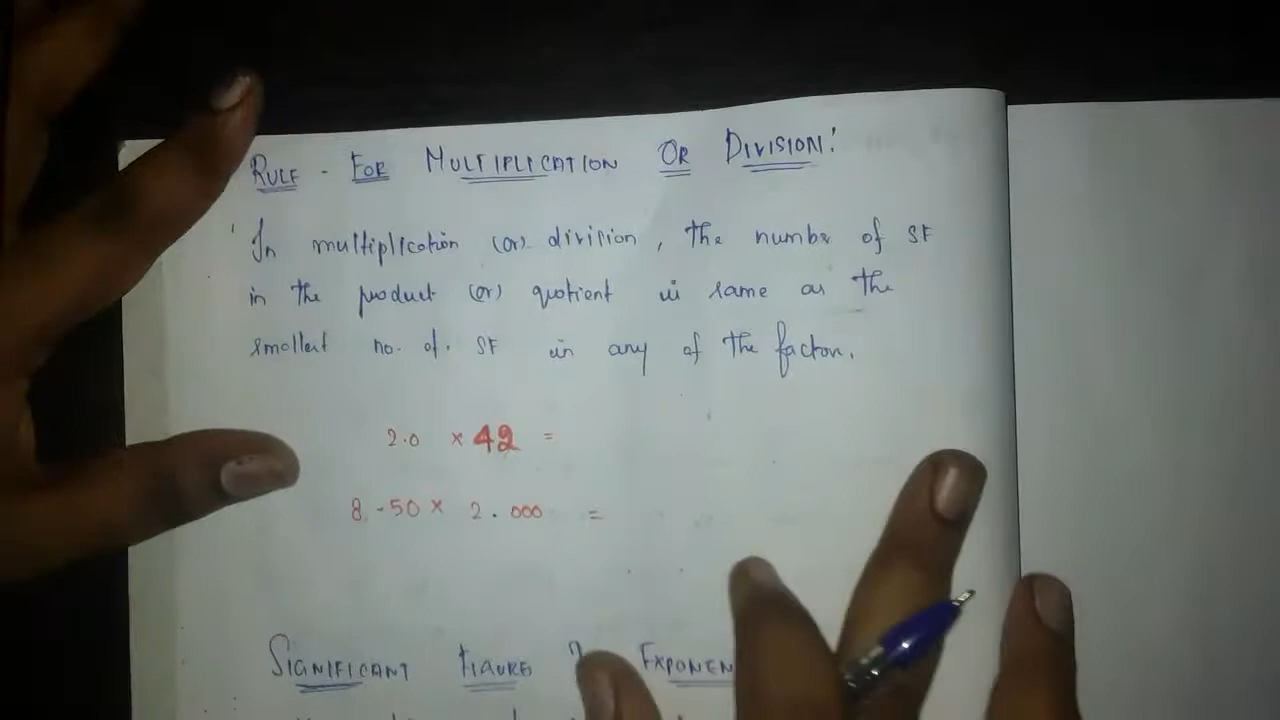 RULE - FOR MULTIPLICATION OR DIVISION!
In multiplication (or) division, the number of SF
in the product (or) quotient is same as the
smallest no. of. SF in any of the factor.
2.0 × 42 =
8.50 × 2.000 =
SIGNIFICANT FIGURE